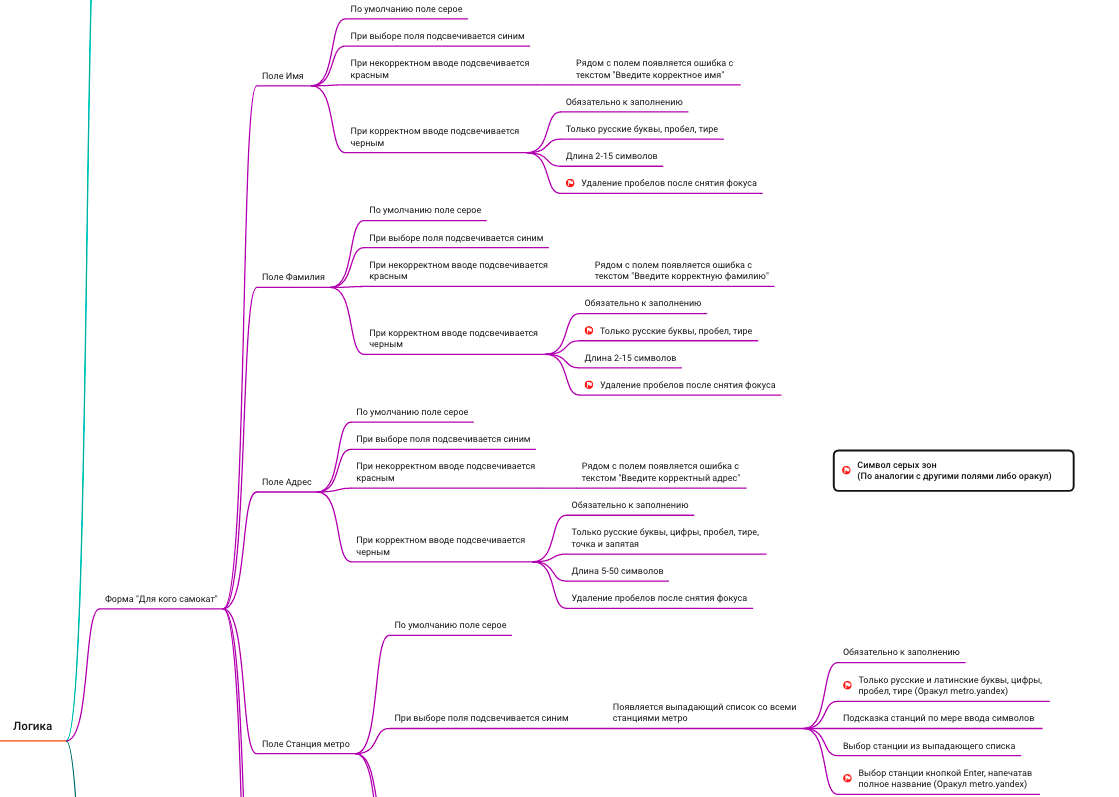 По умолчанию поле серое
При выборе поля подсвечивается синим
При некорректном вводе подсвечивается
красным
Рядом с полем появляется ошибка с
текстом "Введите корректное имя"
Поле Имя
Обязательно к заполнению
При корректном вводе подсвечивается
черным
Только русские буквы, пробел, тире
Длина 2-15 символов
Удаление пробелов после снятия фокуса
По умолчанию поле серое
При выборе поля подсвечивается синим
При некорректном вводе подсвечивается
красным
Рядом с полем появляется ошибка с
текстом "Введите корректную фамилию"
Поле Фамилия
Обязательно к заполнению
При корректном вводе подсвечивается
черным
Только русские буквы, пробел, тире
Длина 2-15 символов
Удаление пробелов после снятия фокуса
По умолчанию поле серое
При выборе поля подсвечивается синим
При некорректном вводе подсвечивается
красным
Рядом с полем появляется ошибка с
текстом "Введите корректный адрес"
Символ серых зон
(По аналогии с другими полями либо оракул)
Поле Адрес
Обязательно к заполнению
При корректном вводе подсвечивается
черным
Только русские буквы, цифры, пробел, тире,
точка и запятая
Длина 5-50 символов
Удаление пробелов после снятия фокуса
Форма "Для кого самокат"
По умолчанию поле серое
Обязательно к заполнению
Только русские и латинские буквы, цифры,
пробел, тире (Оракул metro.yandex)
При выборе поля подсвечивается синим
Появляется выпадающий список со всеми
станциями метро
Подсказка станций по мере ввода символов
Логика
Поле Станция метро
Выбор станции из выпадающего списка
Выбор станции кнопкой Enter, напечатав
полное название (Оракул metro.yandex)